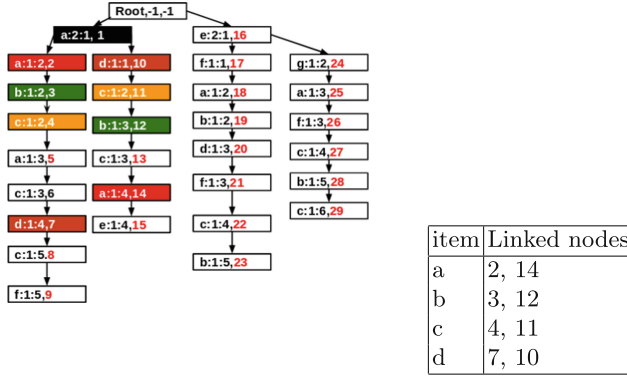 Root,-1,-1
a:2:1, 1
e:2:1,16
a:1:2,2
d:1:1,10
f:1:1,17
g:1:2,24
b:1:2,3
c:1:2,11
a:1:2,18
a:1:3,25
c:1:2,4
b:1:3,12
b:1:2,19
f:1:3,26
a:1:3,5
c:1:3,13
d:1:3,20
c:1:4,27
c:1:3,6
a:1:4,14
f:1:3,21
b:1:5,28
d:1:4,7
e:1:4,15
c:1:4,22
c:1:6,29
c:1:5.8
b:1:5,23
f:1:5,9
item Linked nodes
a 2, 14
b 3, 12
c 4, 11
d 7, 10